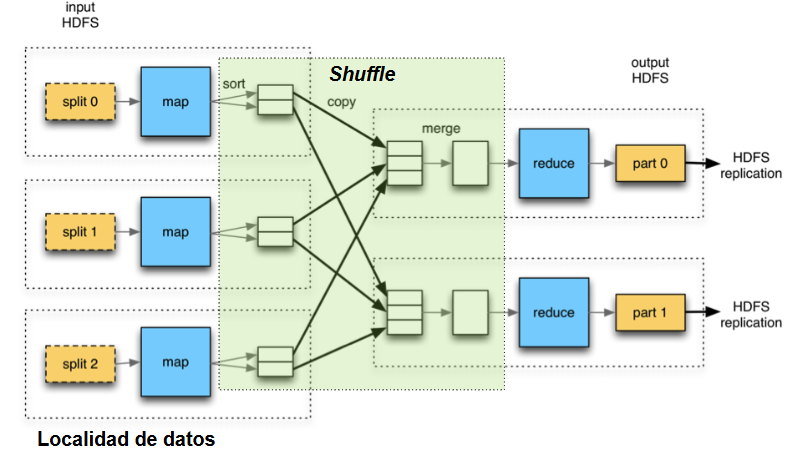 input
HDFS
Shuffle
output
HDFS
sort
split 0
map
copy
merge
reduce
part 0
HDFS
replication
split 1
map
split 2
map
reduce
part 1
HDFS
replication
Localidad de datos